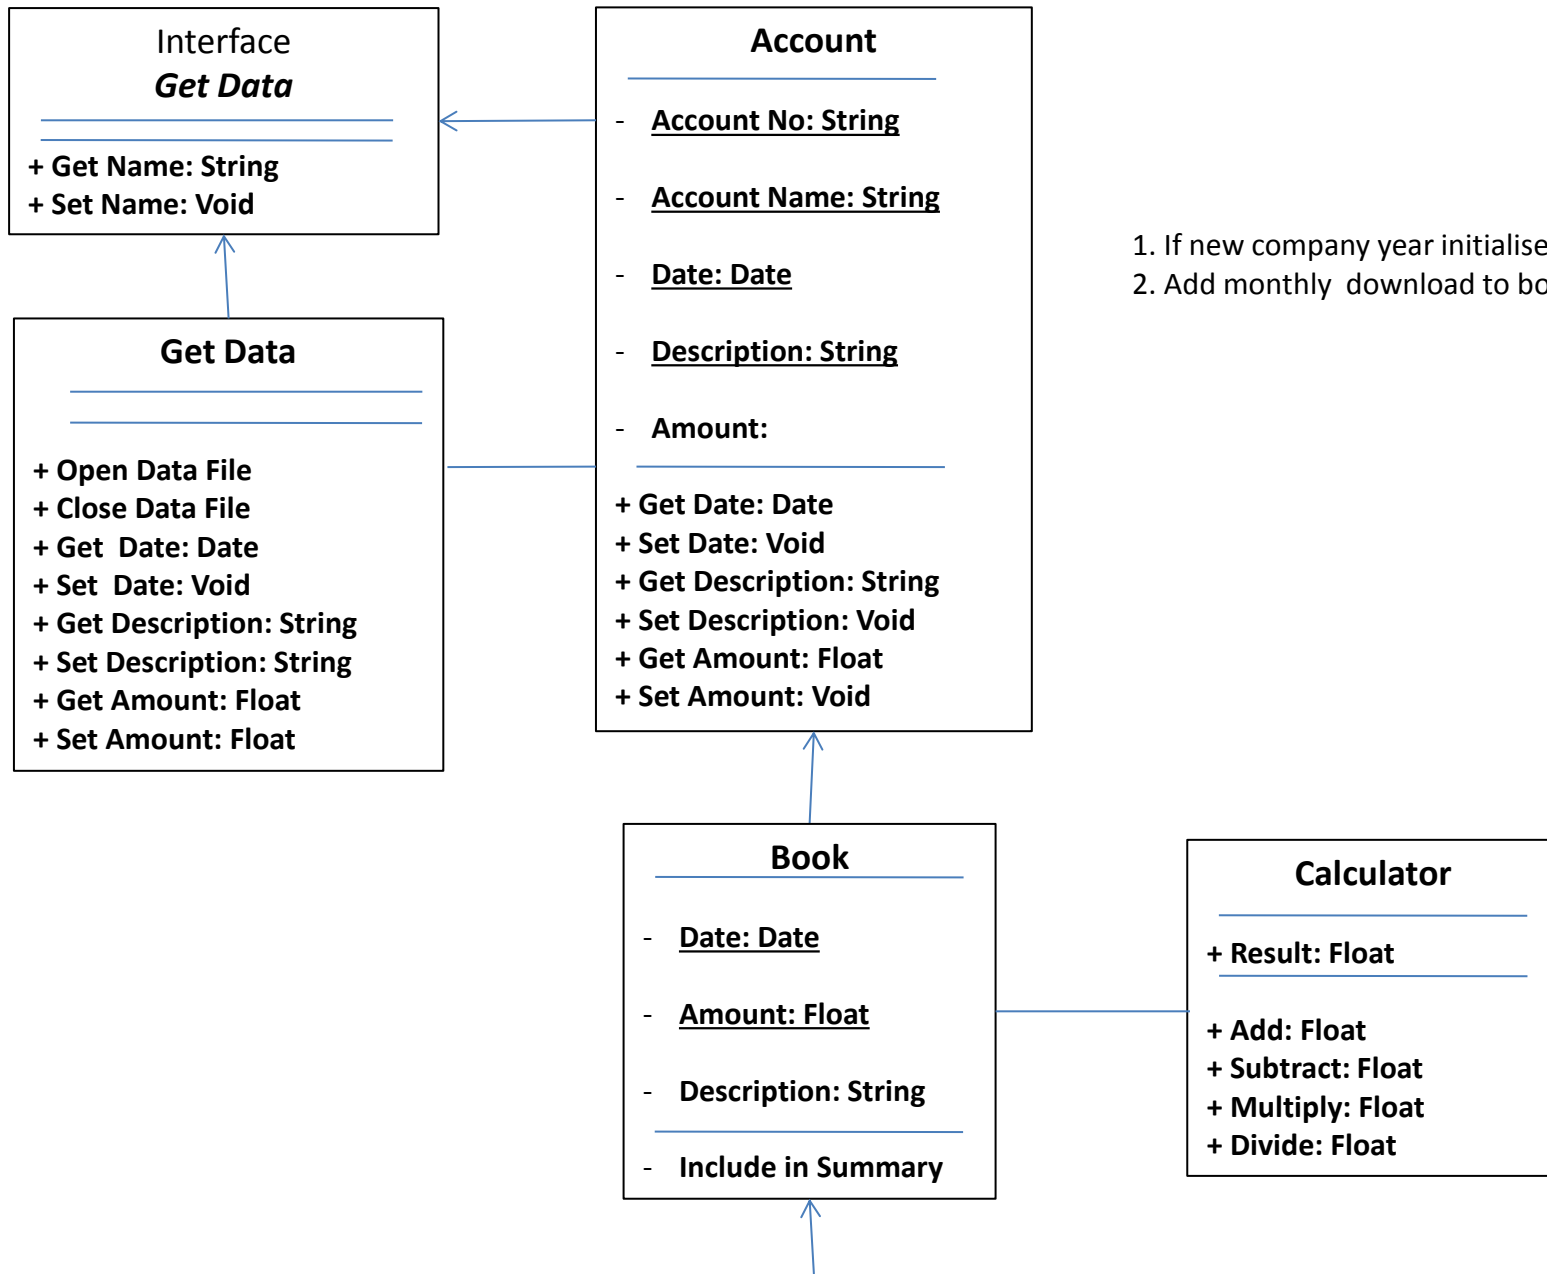 Interface
Get Data
+ Get Name: String
+ Set Name: Void
Account
- Account No: String
- Account Name: String
- Date: Date
- Description: String
- Amount:
+ Get Date: Date
+ Set Date: Void
+ Get Description: String
+ Set Description: Void
+ Get Amount: Float
+ Set Amount: Void
1. If new company year initialise
2. Add monthly  download to bo
Get Data
+ Open Data File
+ Close Data File
+ Get  Date: Date
+ Set  Date: Void
+ Get Description: String
+ Set Description: String
+ Get Amount: Float
+ Set Amount: Float
Book
- Date: Date
- Amount: Float
- Description: String
- Include in Summary
Calculator
+ Result: Float
+ Add: Float
+ Subtract: Float
+ Multiply: Float
+ Divide: Float